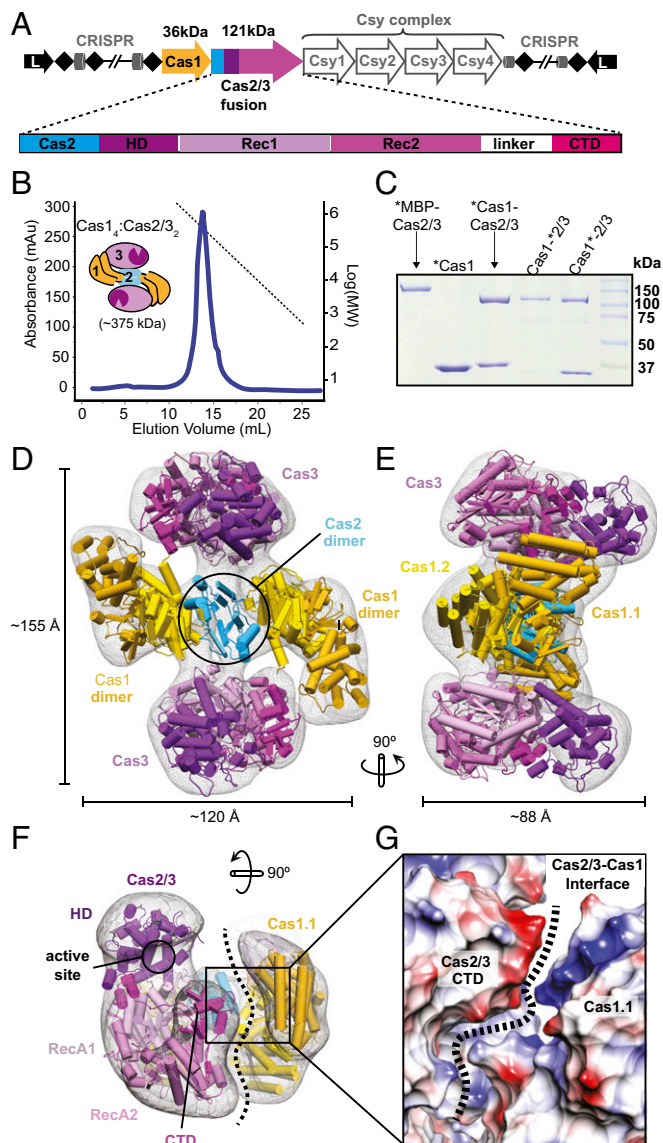 A
36kDa 121kDa Csy complex
CRISPR CRISPR
L Cas1 Csy1 Csy2 Csy3 Csy4 L
Cas2/3
fusion
Cas2 HD Rec1 Rec2 linker CTD
B
Absorbance (mAu)
300
250
200
150
100
50
0
Cas1₄:Cas2/3₂
1 2 3
(~375 kDa)
6
5
4
3
2
1
Log(MW)
0 5 10 15 20 25
Elution Volume (mL)
C
*MBP-
Cas2/3
*Cas1
*Cas1-
Cas2/3
Cas1-*2/3
Cas1*-2/3
kDa
150
100
75
50
37
D
Cas3
Cas2
dimer
Cas1
dimer
~155 Å
Cas1
dimer
Cas3
90°
~120 Å
E
Cas3
Cas1.2
Cas1.1
~88 Å
F
Cas2/3
90°
HD
Cas1.1
active
site
RecA1
RecA2
CTD
G
Cas2/3-Cas1
Interface
Cas2/3
CTD
Cas1.1